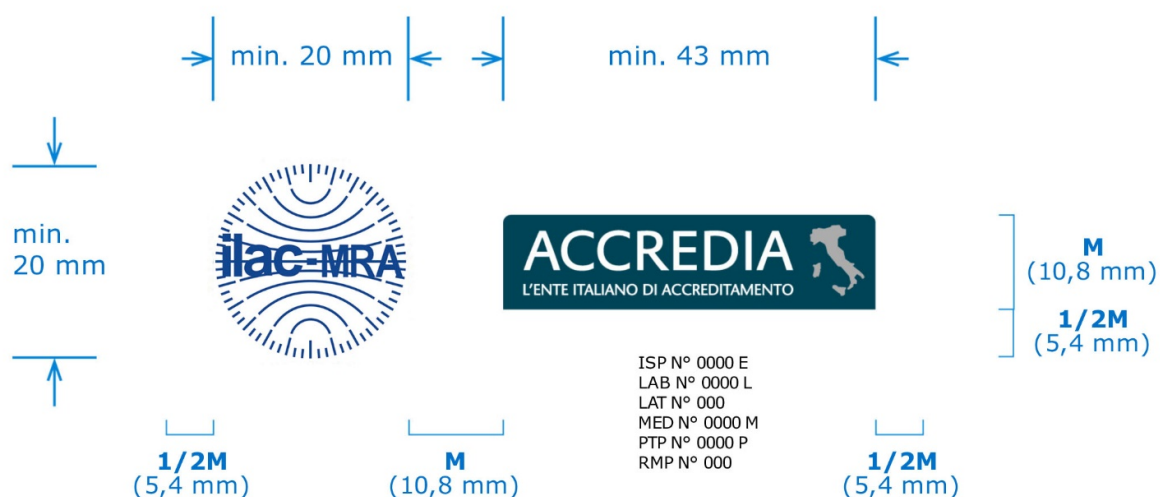 min. 20 mm
min. 43 mm
min.
20 mm
ilac-MRA
ACCREDIA
L'ENTE ITALIANO DI ACCREDITAMENTO
M
(10,8 mm)
1/2M
(5,4 mm)
ISP N° 0000 E
LAB N° 0000 L
LAT N° 000
MED N° 0000 M
PTP N° 0000 P
RMP N° 000
1/2M
(5,4 mm)
M
(10,8 mm)
1/2M
(5,4 mm)